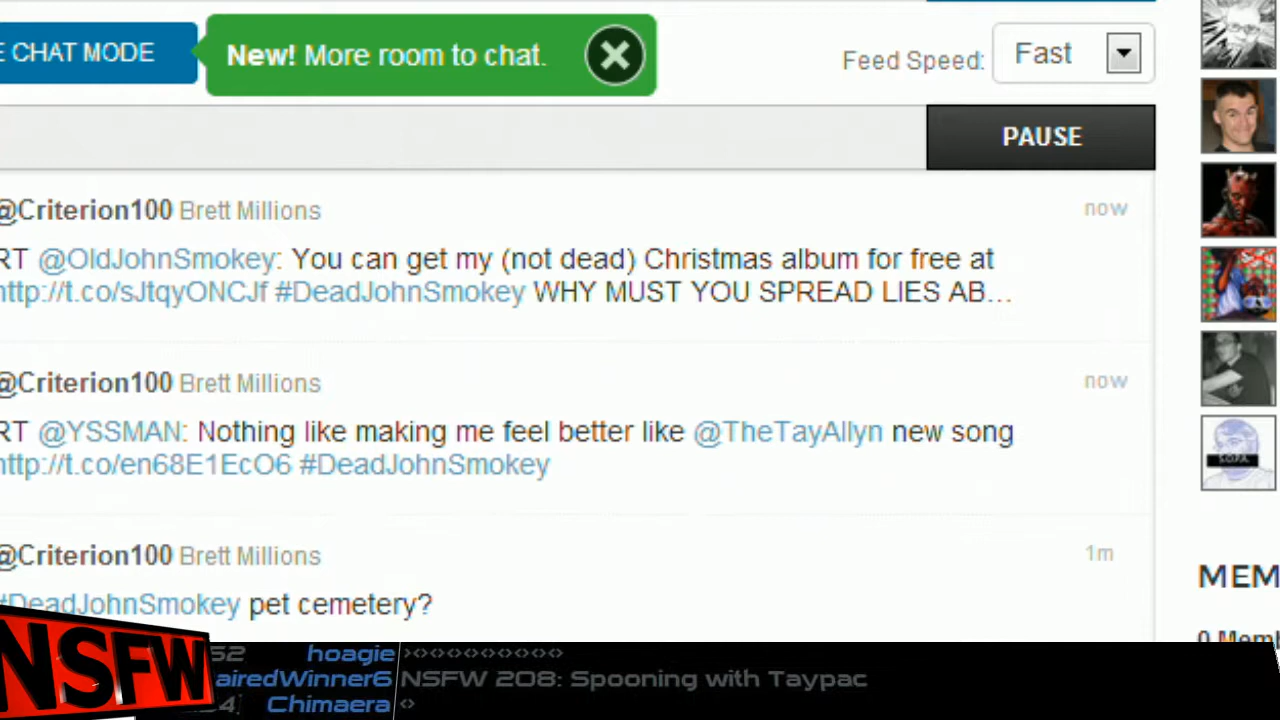 E CHAT MODE
New! More room to chat.
Feed Speed: Fast
PAUSE
@Criterion100 Brett Millions now
RT @OldJohnSmokey: You can get my (not dead) Christmas album for free at
http://t.co/sJtqyONCJf #DeadJohnSmokey WHY MUST YOU SPREAD LIES AB...
@Criterion100 Brett Millions now
RT @YSSMAN: Nothing like making me feel better like @TheTayAllyn new song
http://t.co/en68E1EcO6 #DeadJohnSmokey
@Criterion100 Brett Millions 1m
#DeadJohnSmokey pet cemetery?
MEM
0 Memb
NSFW
52 hoagie ><><><><><><><><><><>
airedWinner6 NSFW 208: Spooning with Taypac
Chimaera <>